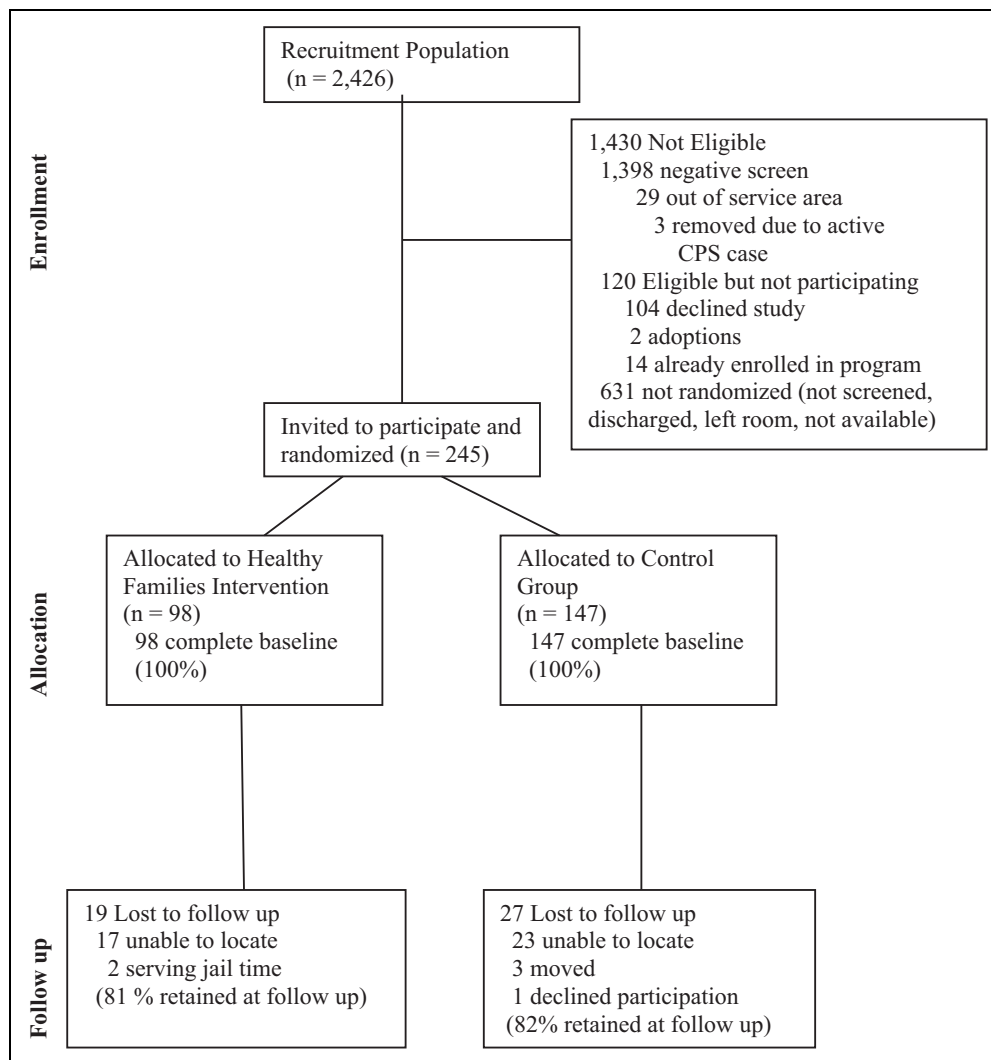 Recruitment Population
(n = 2,426)
Enrollment
1,430 Not Eligible
1,398 negative screen
29 out of service area
3 removed due to active
CPS case
120 Eligible but not participating
104 declined study
2 adoptions
14 already enrolled in program
631 not randomized (not screened,
discharged, left room, not available)
Invited to participate and
randomized (n = 245)
Allocation
Allocated to Healthy
Families Intervention
(n = 98)
98 complete baseline
(100%)
Allocated to Control
Group
(n = 147)
147 complete baseline
(100%)
Follow up
19 Lost to follow up
17 unable to locate
2 serving jail time
(81 % retained at follow up)
27 Lost to follow up
23 unable to locate
3 moved
1 declined participation
(82% retained at follow up)